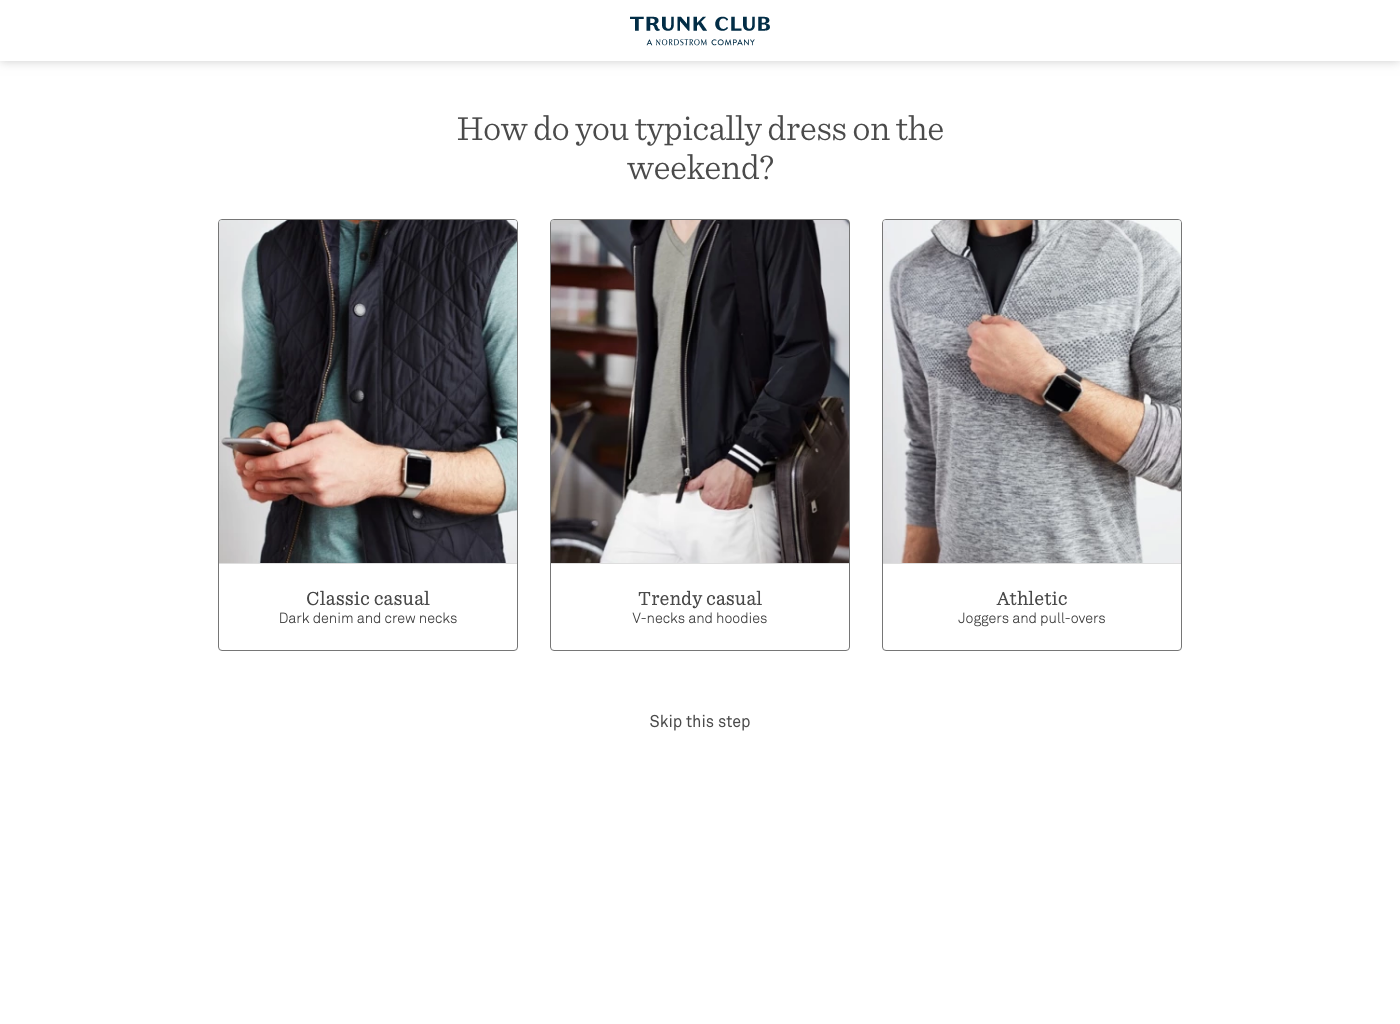 TRUNK CLUB
A NORDSTROM COMPANY
How do you typically dress on the
weekend?
Classic casual
Dark denim and crew necks
Trendy casual
V-necks and hoodies
Athletic
Joggers and pull-overs
Skip this step